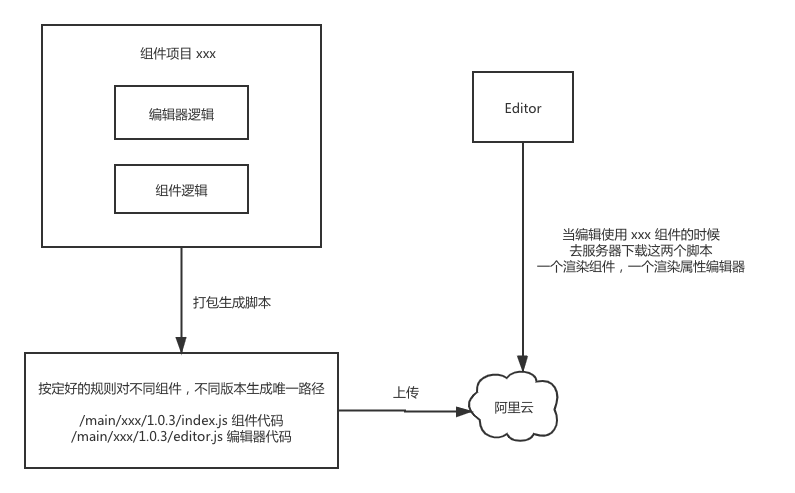 组件项目 xxx
编辑器逻辑
组件逻辑
打包生成脚本
按定好的规则对不同组件，不同版本生成唯一路径
/main/xxx/1.0.3/index.js 组件代码
/main/xxx/1.0.3/editor.js 编辑器代码
上传
Editor
当编辑使用 xxx 组件的时候
去服务器下载这两个脚本
一个渲染组件，一个渲染属性编辑器
阿里云